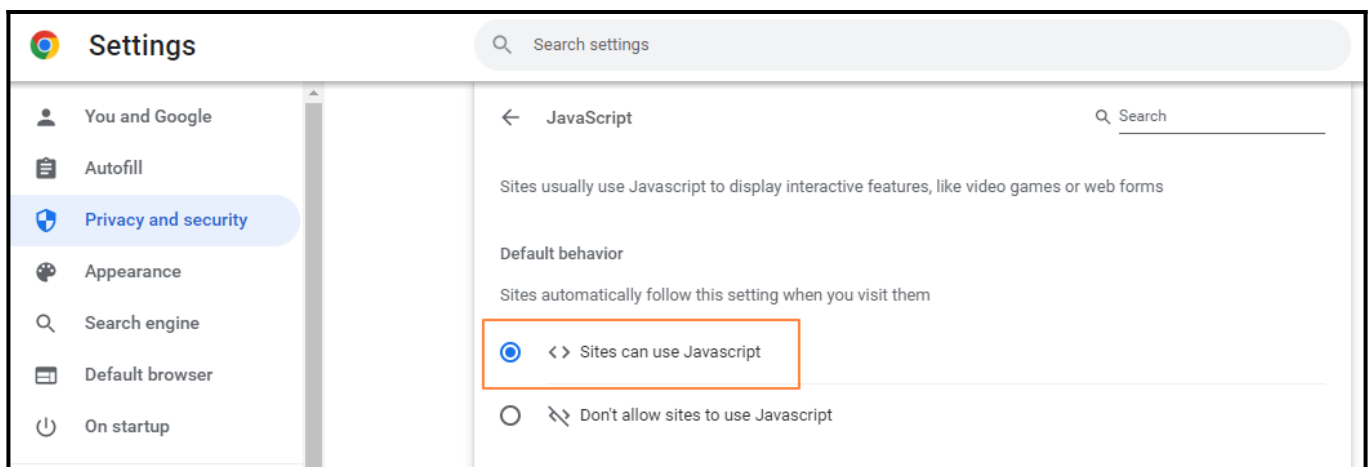 Settings
Search settings
You and Google
Autofill
Privacy and security
Appearance
Search engine
Default browser
On startup
JavaScript
Search
Sites usually use Javascript to display interactive features, like video games or web forms
Default behavior
Sites automatically follow this setting when you visit them
Sites can use Javascript
Don't allow sites to use Javascript